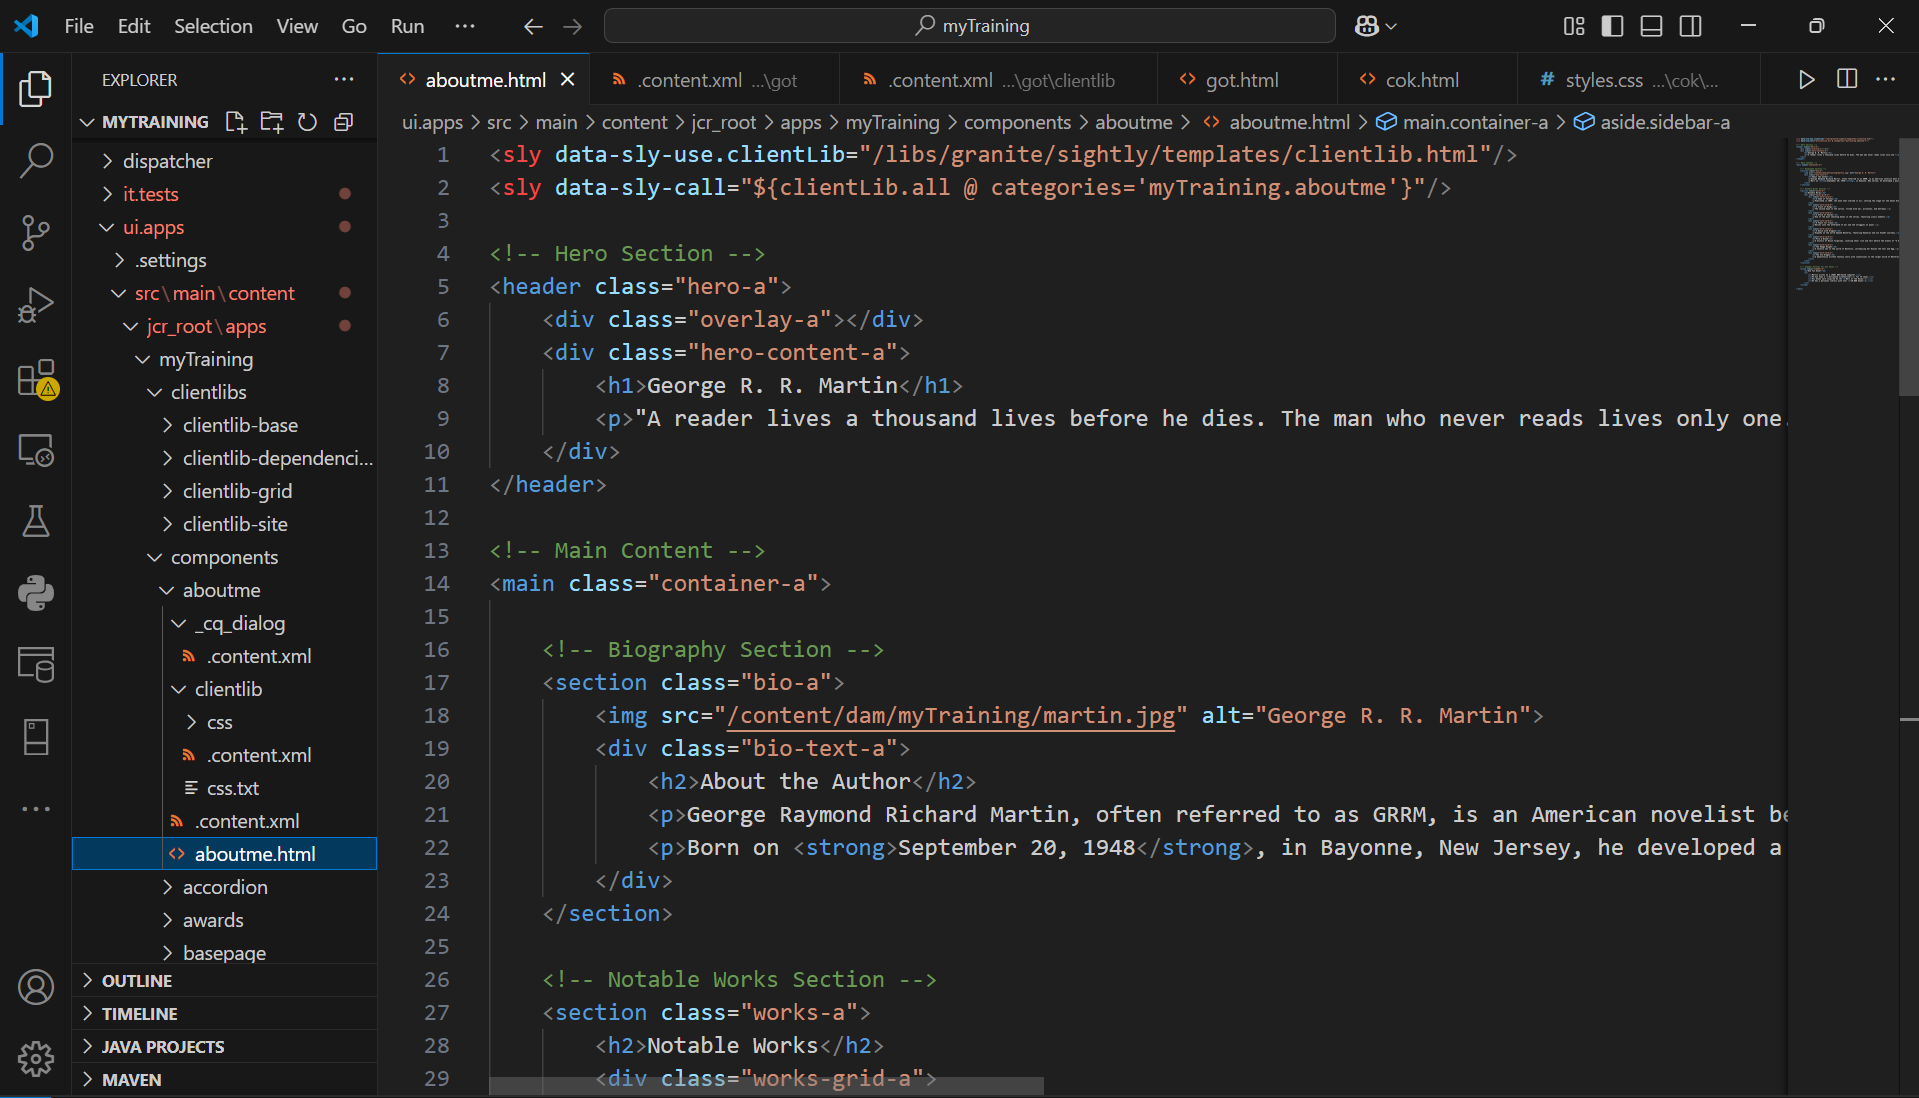 File Edit Selection View Go Run ···
myTraining
EXPLORER
aboutme.html
.content.xml ...\got
.content.xml ...\got\clientlib
got.html
cok.html
# styles.css ...\cok\...
MYTRAINING
ui.apps > src > main > content > jcr_root > apps > myTraining > components > aboutme > aboutme.html > main.container-a > aside.sidebar-a
dispatcher
it.tests
ui.apps
.settings
src\main\content
jcr_root\apps
myTraining
clientlibs
clientlib-base
clientlib-dependenci...
clientlib-grid
clientlib-site
components
aboutme
_cq_dialog
.content.xml
clientlib
css
.content.xml
css.txt
.content.xml
aboutme.html
accordion
awards
basepage
OUTLINE
TIMELINE
JAVA PROJECTS
MAVEN
1 <sly data-sly-use.clientLib="/libs/granite/sightly/templates/clientlib.html"/>
2 <sly data-sly-call="${clientLib.all @ categories='myTraining.aboutme'}"/>
3
4 <!-- Hero Section -->
5 <header class="hero-a">
6 <div class="overlay-a"></div>
7 <div class="hero-content-a">
8 <h1>George R. R. Martin</h1>
9 <p>"A reader lives a thousand lives before he dies. The man who never reads lives only one.
10 </div>
11 </header>
12
13 <!-- Main Content -->
14 <main class="container-a">
15
16 <!-- Biography Section -->
17 <section class="bio-a">
18 <img src="/content/dam/myTraining/martin.jpg" alt="George R. R. Martin">
19 <div class="bio-text-a">
20 <h2>About the Author</h2>
21 <p>George Raymond Richard Martin, often referred to as GRRM, is an American novelist be
22 <p>Born on <strong>September 20, 1948</strong>, in Bayonne, New Jersey, he developed a
23 </div>
24 </section>
25
26 <!-- Notable Works Section -->
27 <section class="works-a">
28 <h2>Notable Works</h2>
29 <div class="works-grid-a">